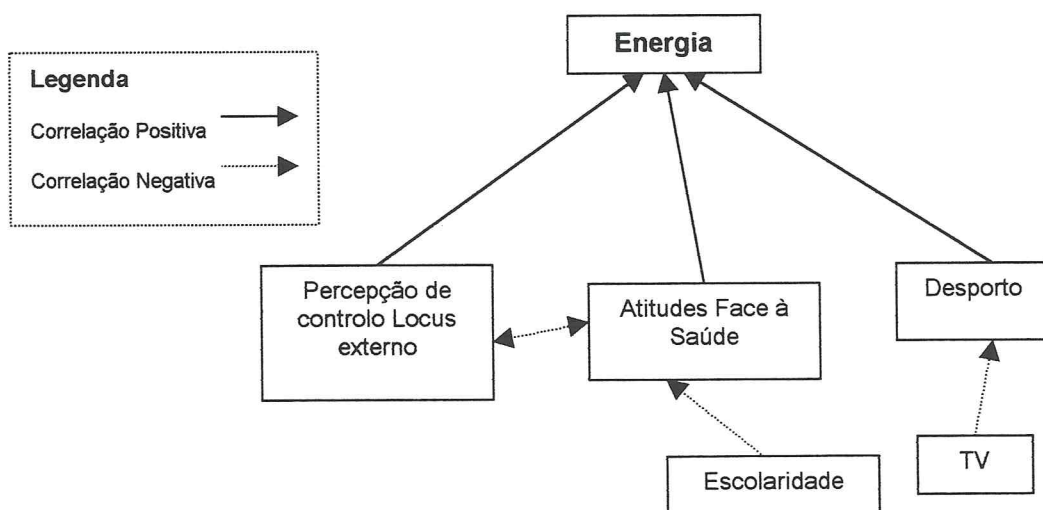 Energia
Legenda
Correlação Positiva
Correlação Negativa
Percepção de
controlo Locus
externo
Atitudes Face à
Saúde
Desporto
Escolaridade
TV